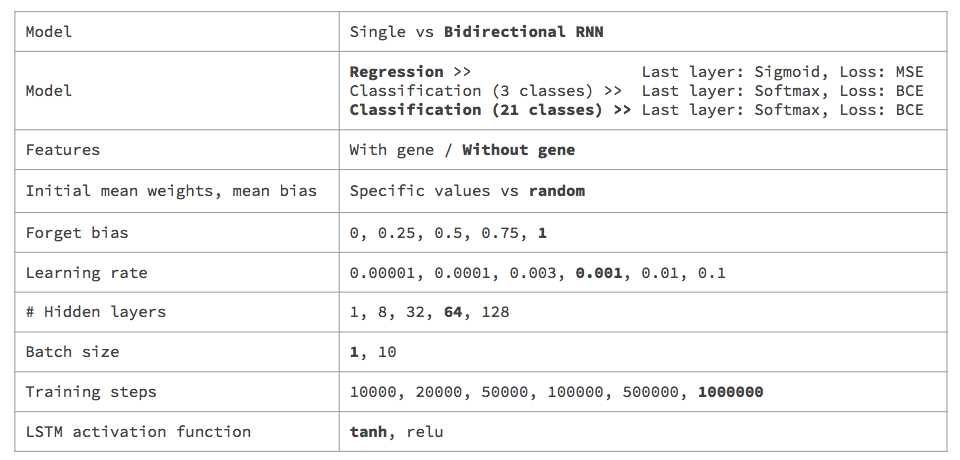 Model Single vs Bidirectional RNN
Regression >> Last layer: Sigmoid, Loss: MSE
Model Classification (3 classes) >> Last layer: Softmax, Loss: BCE
Classification (21 classes) >> Last layer: Softmax, Loss: BCE
Features With gene / Without gene
Initial mean weights, mean bias Specific values vs random
Forget bias 0, 0.25, 0.5, 0.75, 1
Learning rate 0.00001, 0.0001, 0.003, 0.001, 0.01, 0.1
# Hidden layers 1, 8, 32, 64, 128
Batch size 1, 10
Training steps 10000, 20000, 50000, 100000, 500000, 1000000
LSTM activation function tanh, relu